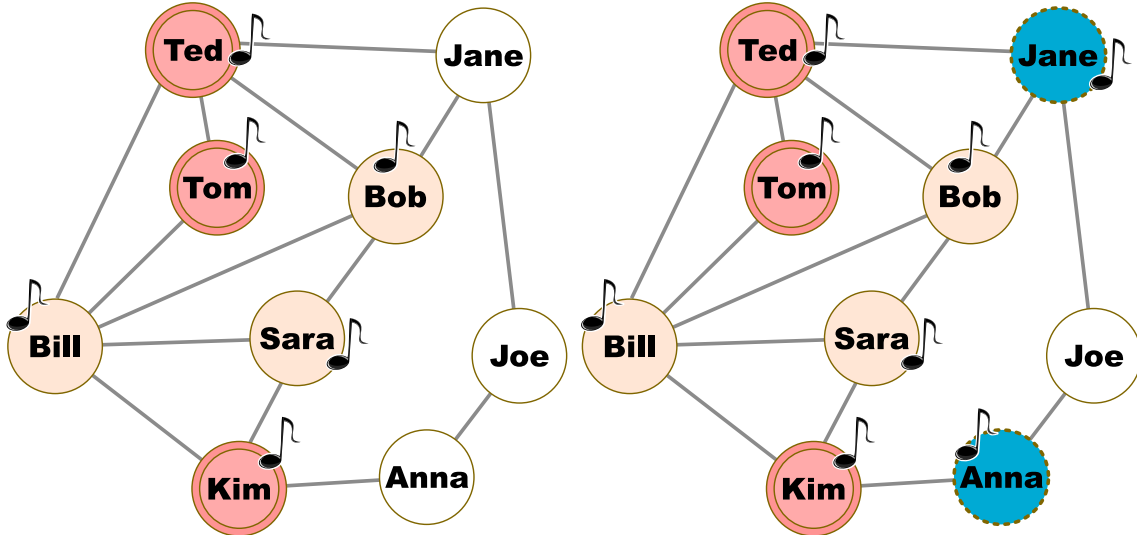 Ted
Jane
Tom
Bob
Bill
Sara
Joe
Kim
Anna
Ted
Jane
Tom
Bob
Bill
Sara
Joe
Kim
Anna